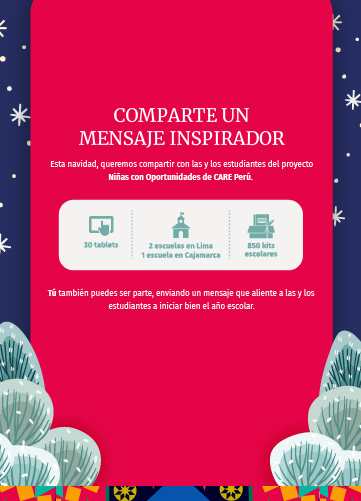 COMPARTE UN
MENSAJE INSPIRADOR
Esta navidad, queremos compartir con las y los estudiantes del proyecto
Niñas con Oportunidades de CARE Perú.
30 tablets
2 escuelas en Lima
1 escuela en Cajamarca
850 kits
escolares
Tú también puedes ser parte, enviando un mensaje que aliente a las y los
estudiantes a iniciar bien el año escolar.